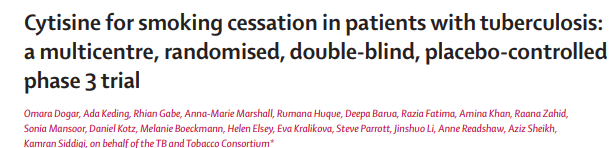 Cytisine for smoking cessation in patients with tuberculosis:
a multicentre, randomised, double-blind, placebo-controlled
phase 3 trial
Omara Dogar, Ada Keding, Rhian Gabe, Anna-Marie Marshall, Rumana Huque, Deepa Barua, Razia Fatima, Amina Khan, Raana Zahid,
Sonia Mansoor, Daniel Kotz, Melanie Boeckmann, Helen Elsey, Eva Kralikova, Steve Parrott, Jinshuo Li, Anne Readshaw, Aziz Sheikh,
Kamran Siddiqi, on behalf of the TB and Tobacco Consortium*